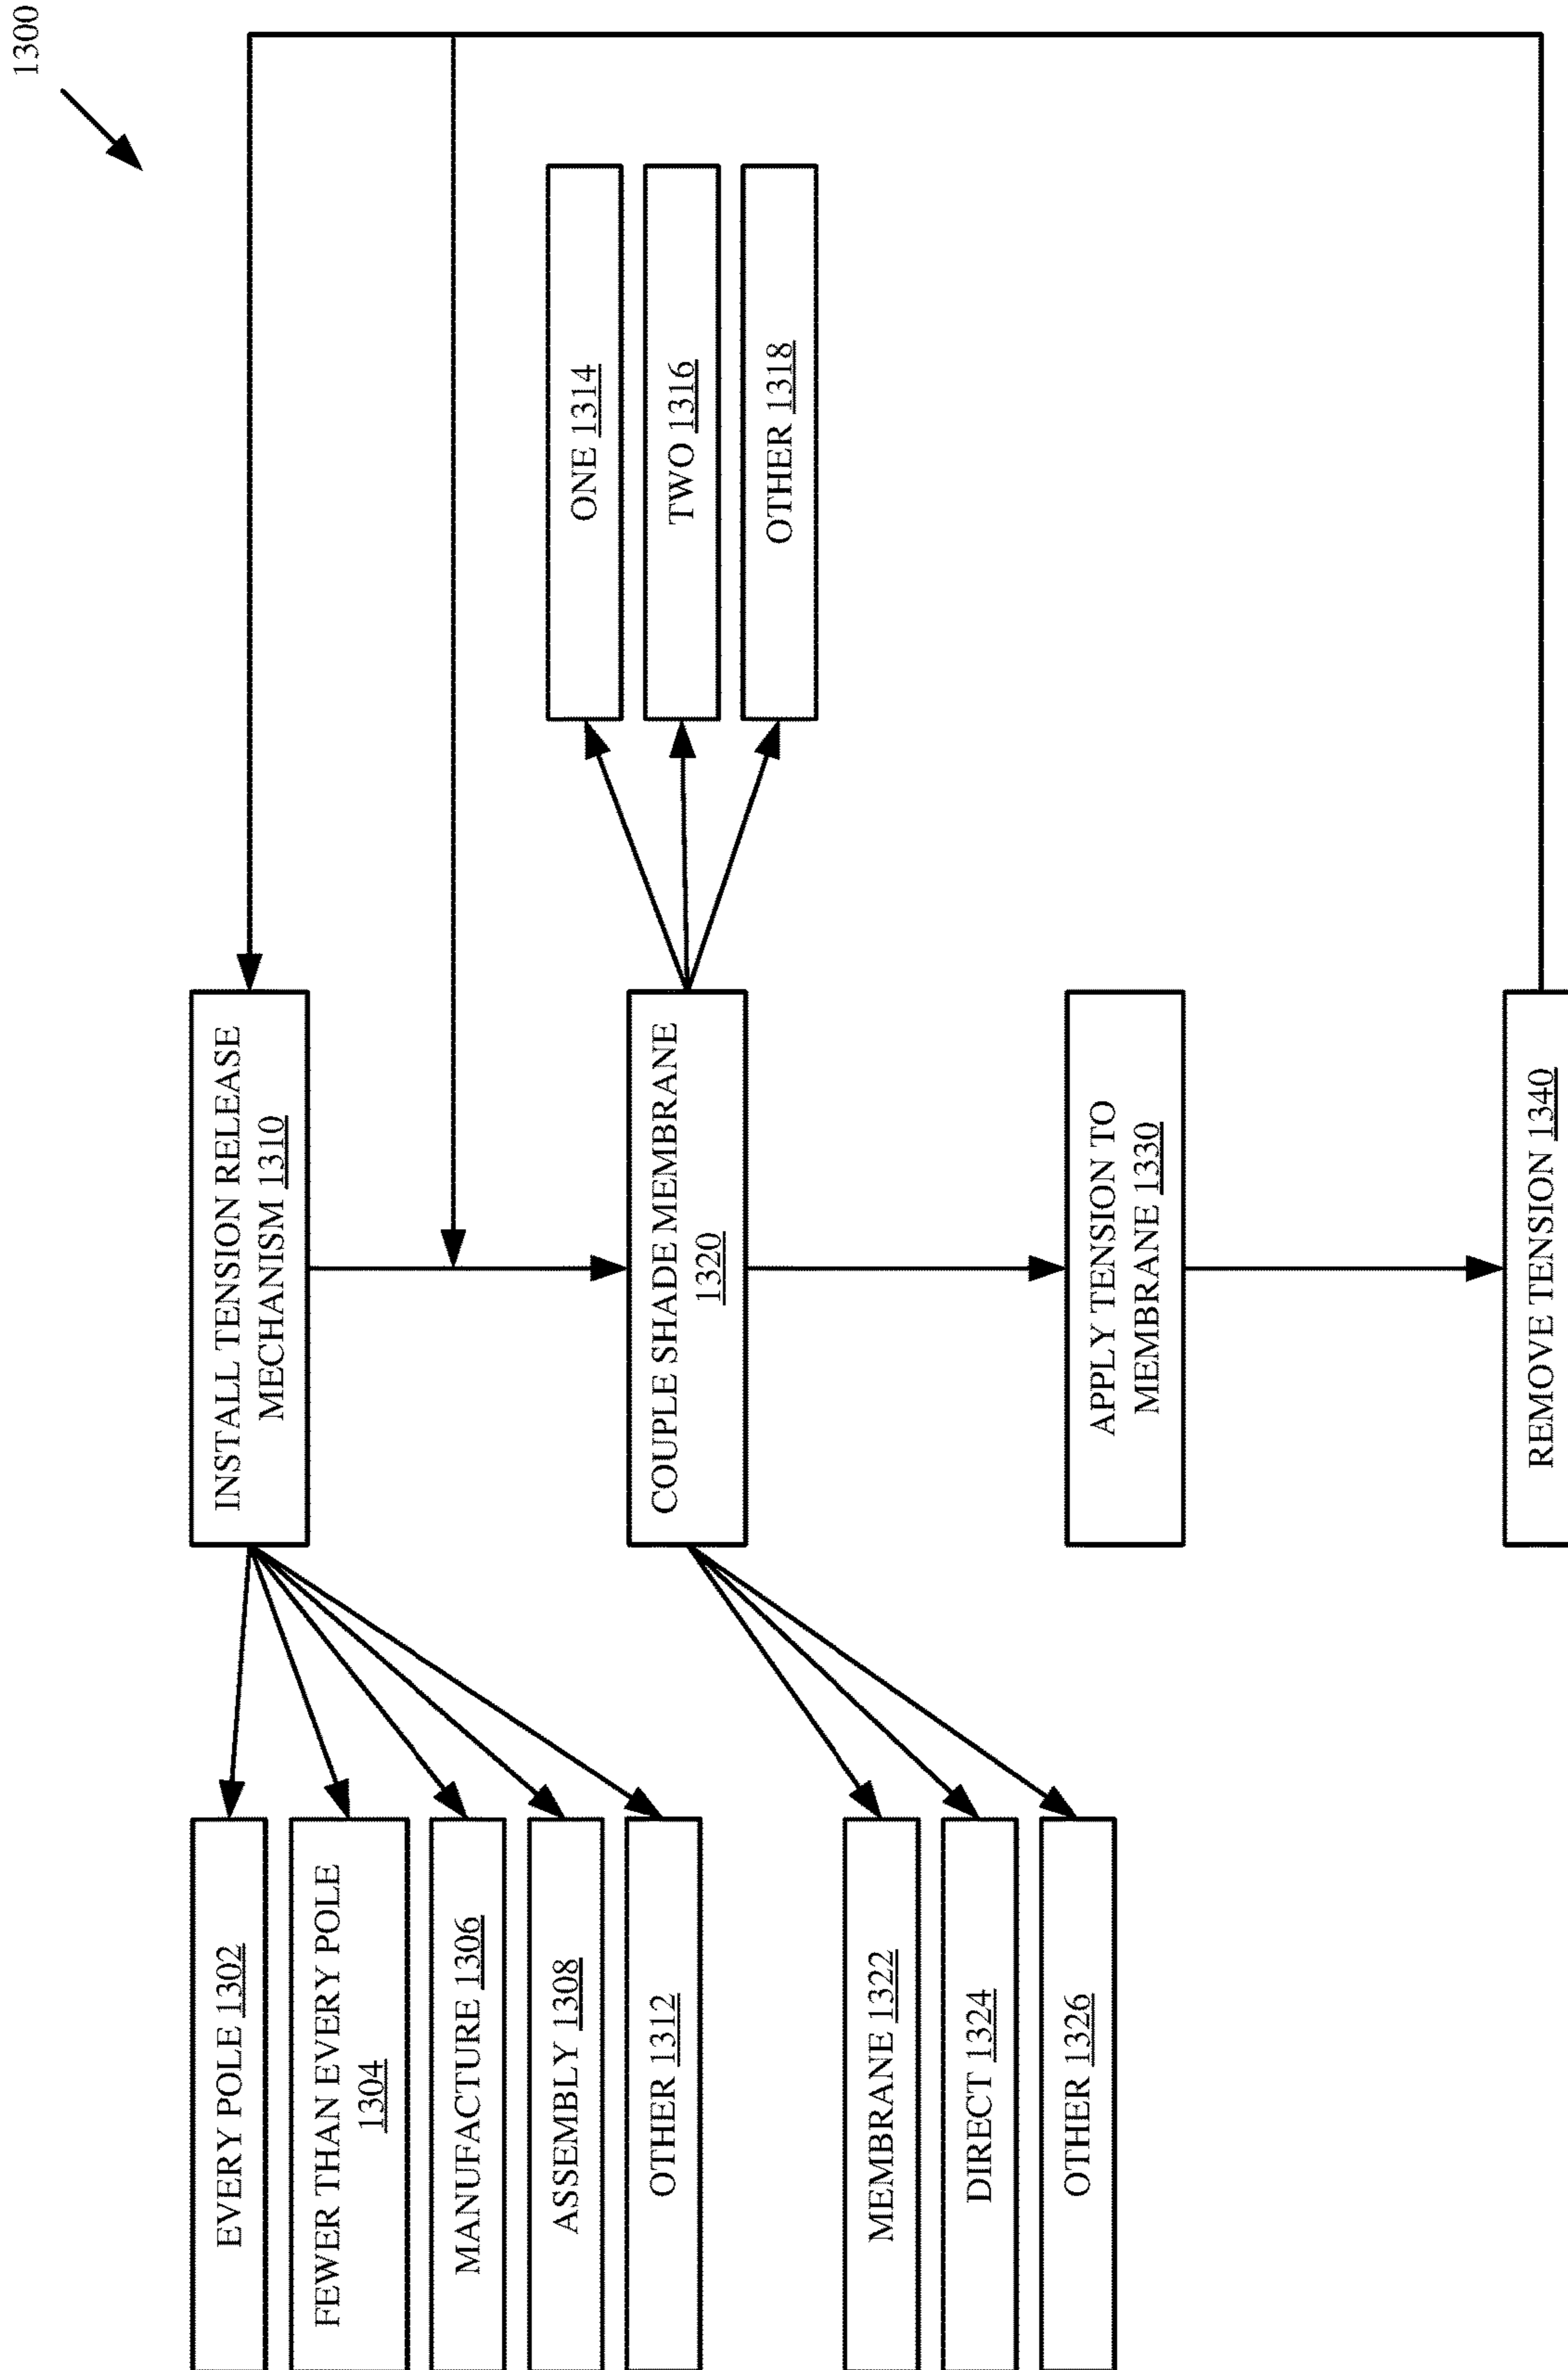 1300
EVERY POLE 1302
FEWER THAN EVERY POLE
1304
MANUFACTURE 1306
ASSEMBLY 1308
OTHER 1312
INSTALL TENSION RELEASE
MECHANISM 1310
MEMBRANE 1322
DIRECT 1324
OTHER 1326
COUPLE SHADE MEMBRANE
1320
ONE 1314
TWO 1316
OTHER 1318
APPLY TENSION TO
MEMBRANE 1330
REMOVE TENSION 1340